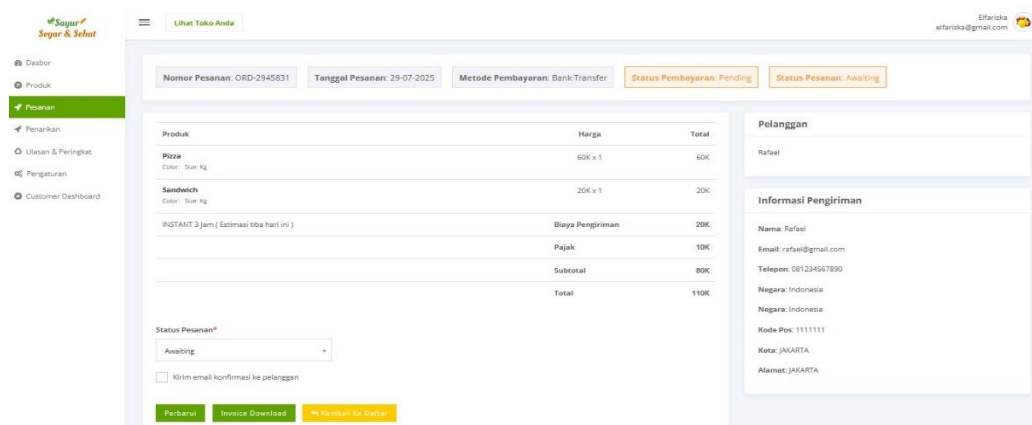 Sayur
Segar & Sehat
Lihat Toko Anda
Elfarizka
elfarizka@gmail.com
Dasbor
Produk
Pesanan
Penarikan
Ulasan & Peringkat
Pengaturan
Customer Dashboard
Nomor Pesanan: ORD-2945831
Tanggal Pesanan: 29-07-2025
Metode Pembayaran: Bank Transfer
Status Pembayaran: Pending
Status Pesanan: Awaiting
Produk Harga Total
Pizza 60K x 1 60K
Color: Size: Kg
Sandwich 20K x 1 20K
Color: Size: Kg
INSTANT 3 Jam ( Estimasi tiba hari ini ) Biaya Pengiriman 20K
Pajak 10K
Subtotal 80K
Total 110K
Status Pesanan*
Awaiting
Kirim email konfirmasi ke pelanggan
Perbarui
Invoice Download
Kembali Ke Daftar
Pelanggan
Rafael
Informasi Pengiriman
Nama: Rafael
Email: rafael@gmail.com
Telepon: 081234567890
Negara: Indonesia
Negara: Indonesia
Kode Pos: 1111111
Kota: JAKARTA
Alamat: JAKARTA